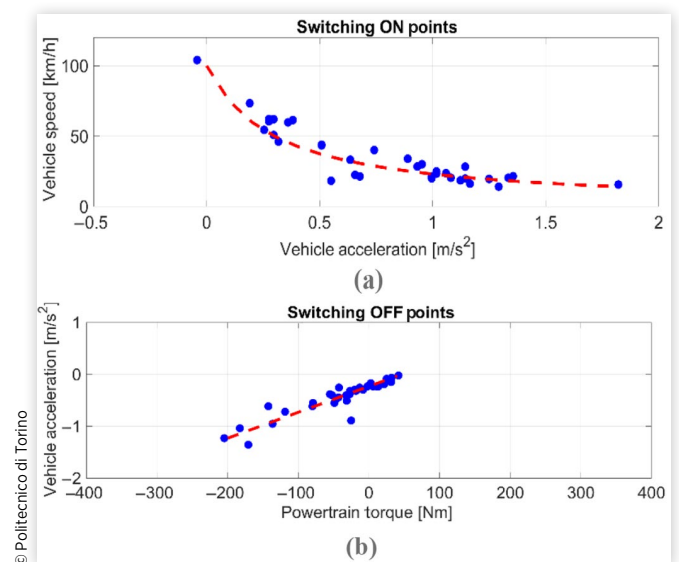 Switching ON points
Vehicle speed [km/h]
100
50
0
–0.5
0
0.5
1
1.5
2
Vehicle acceleration [m/s²]
(a)
Switching OFF points
Vehicle acceleration [m/s²]
1
0
–1
–2
–400
–300
–200
–100
0
100
200
300
400
Powertrain torque [Nm]
(b)
© Politecnico di Torino